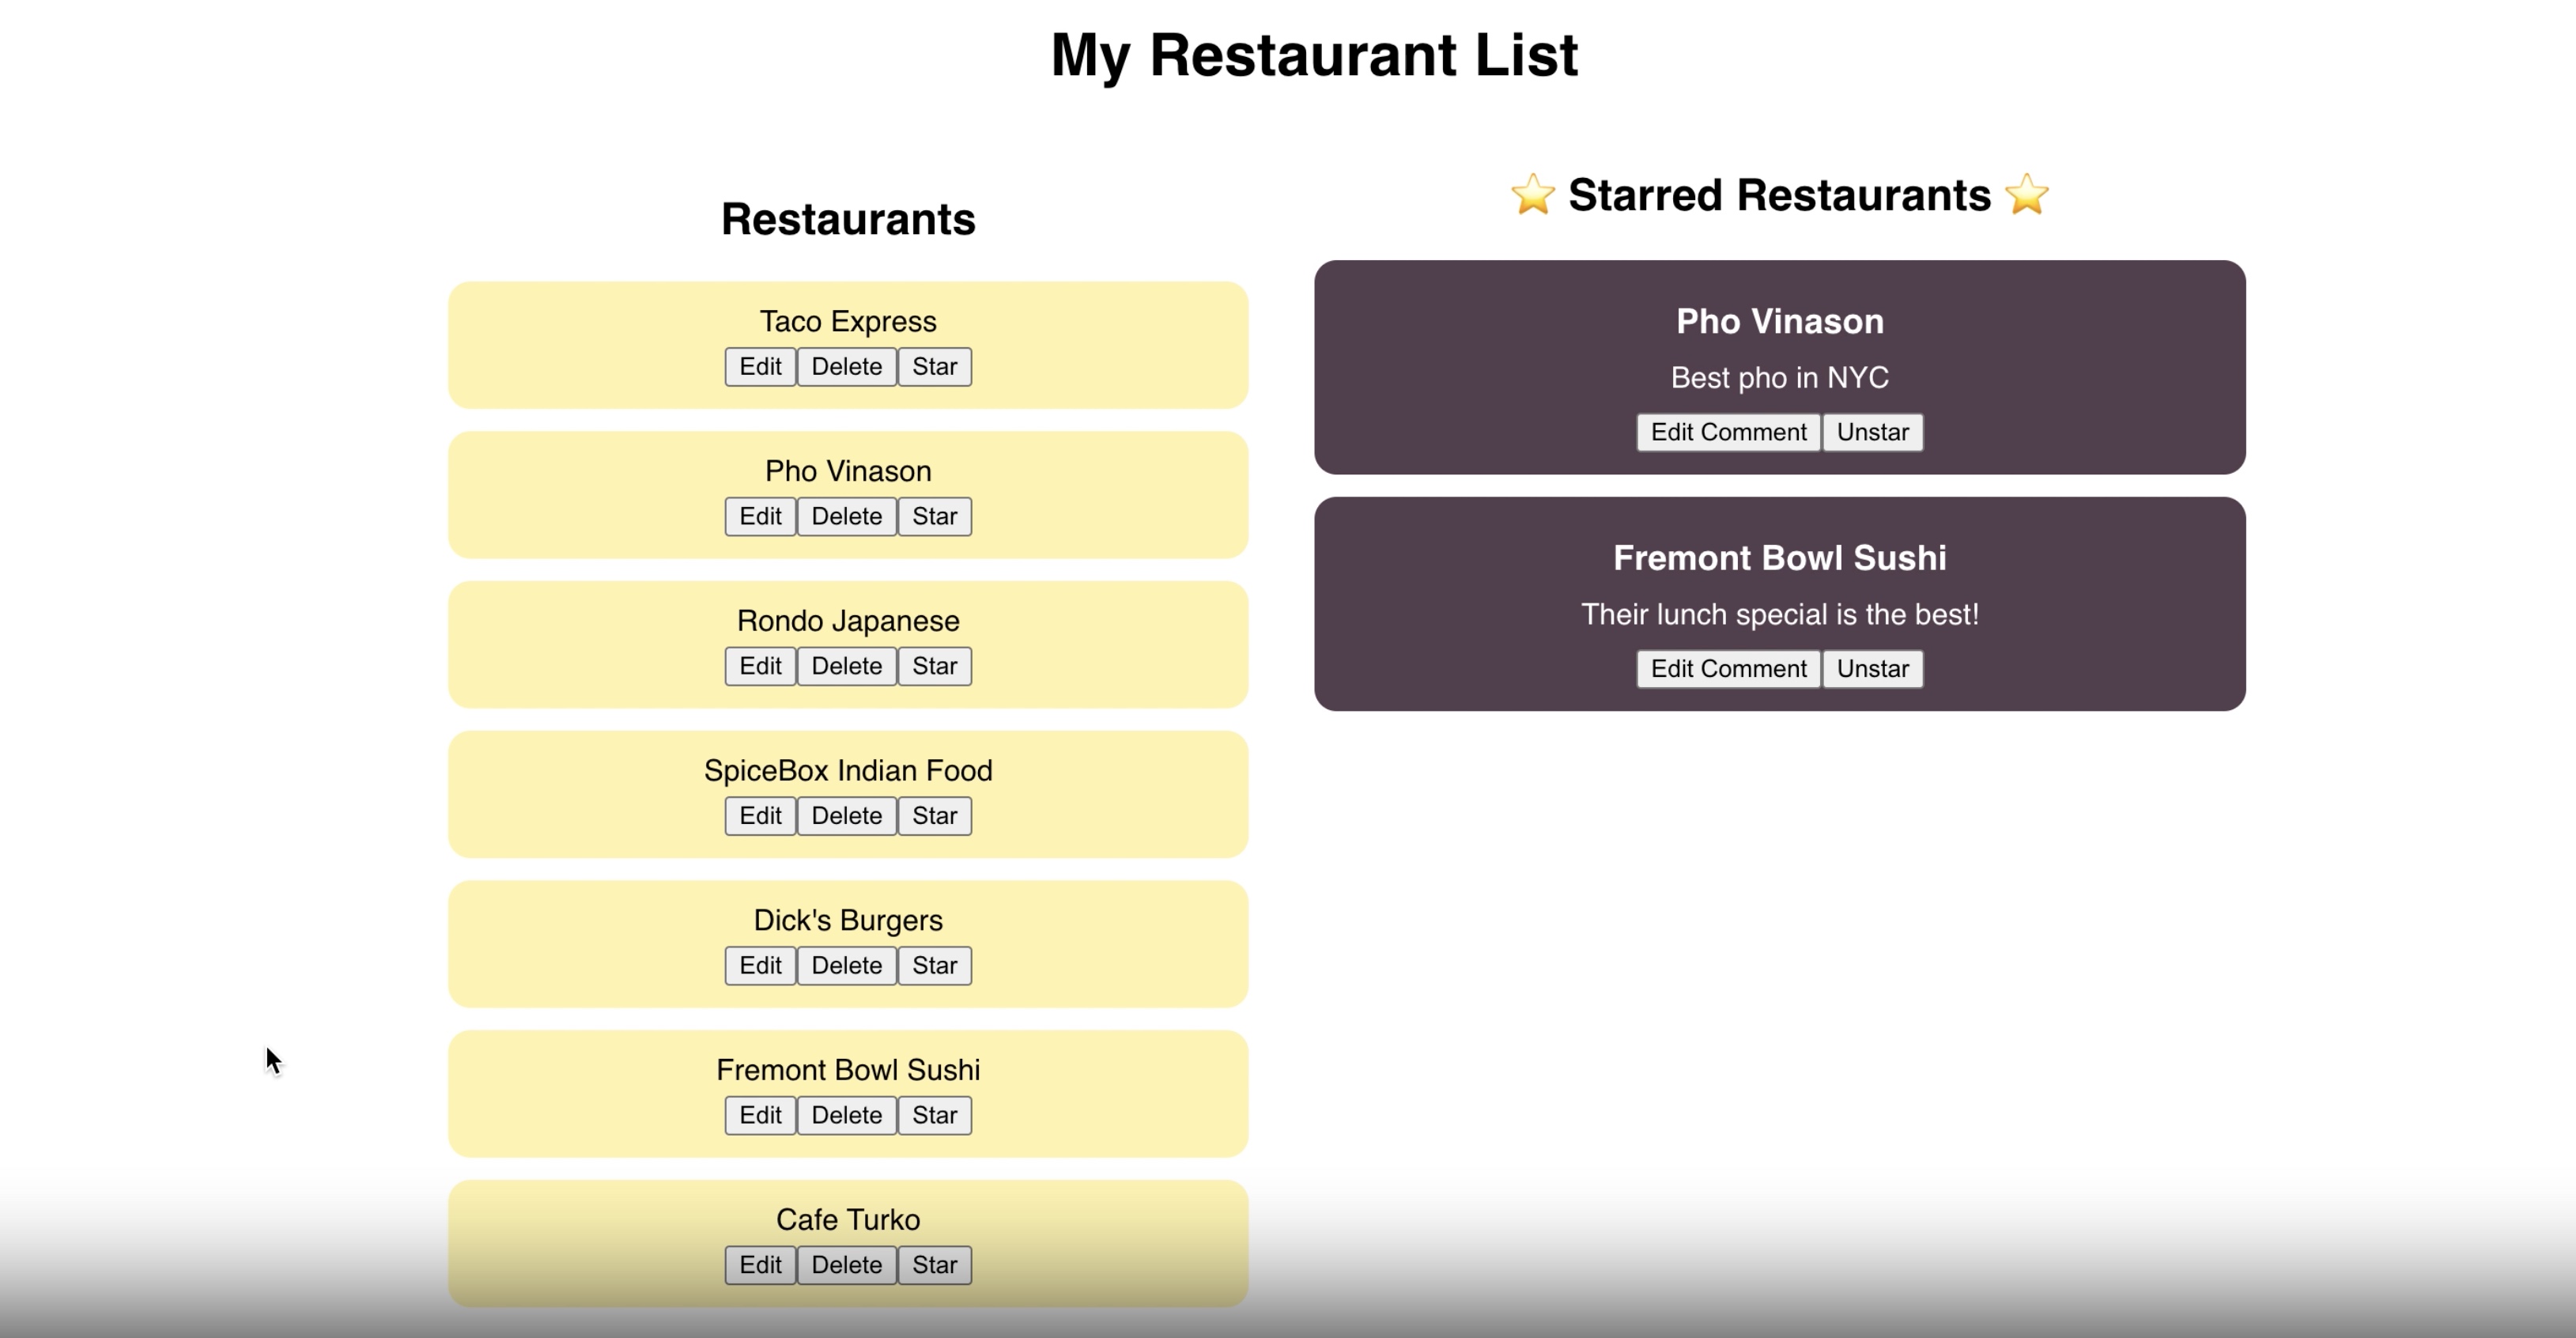 My Restaurant List
Restaurants
Taco Express
Edit Delete Star
Pho Vinason
Edit Delete Star
Rondo Japanese
Edit Delete Star
SpiceBox Indian Food
Edit Delete Star
Dick's Burgers
Edit Delete Star
Fremont Bowl Sushi
Edit Delete Star
Cafe Turko
Edit Delete Star
⭐ Starred Restaurants ⭐
Pho Vinason
Best pho in NYC
Edit Comment Unstar
Fremont Bowl Sushi
Their lunch special is the best!
Edit Comment Unstar